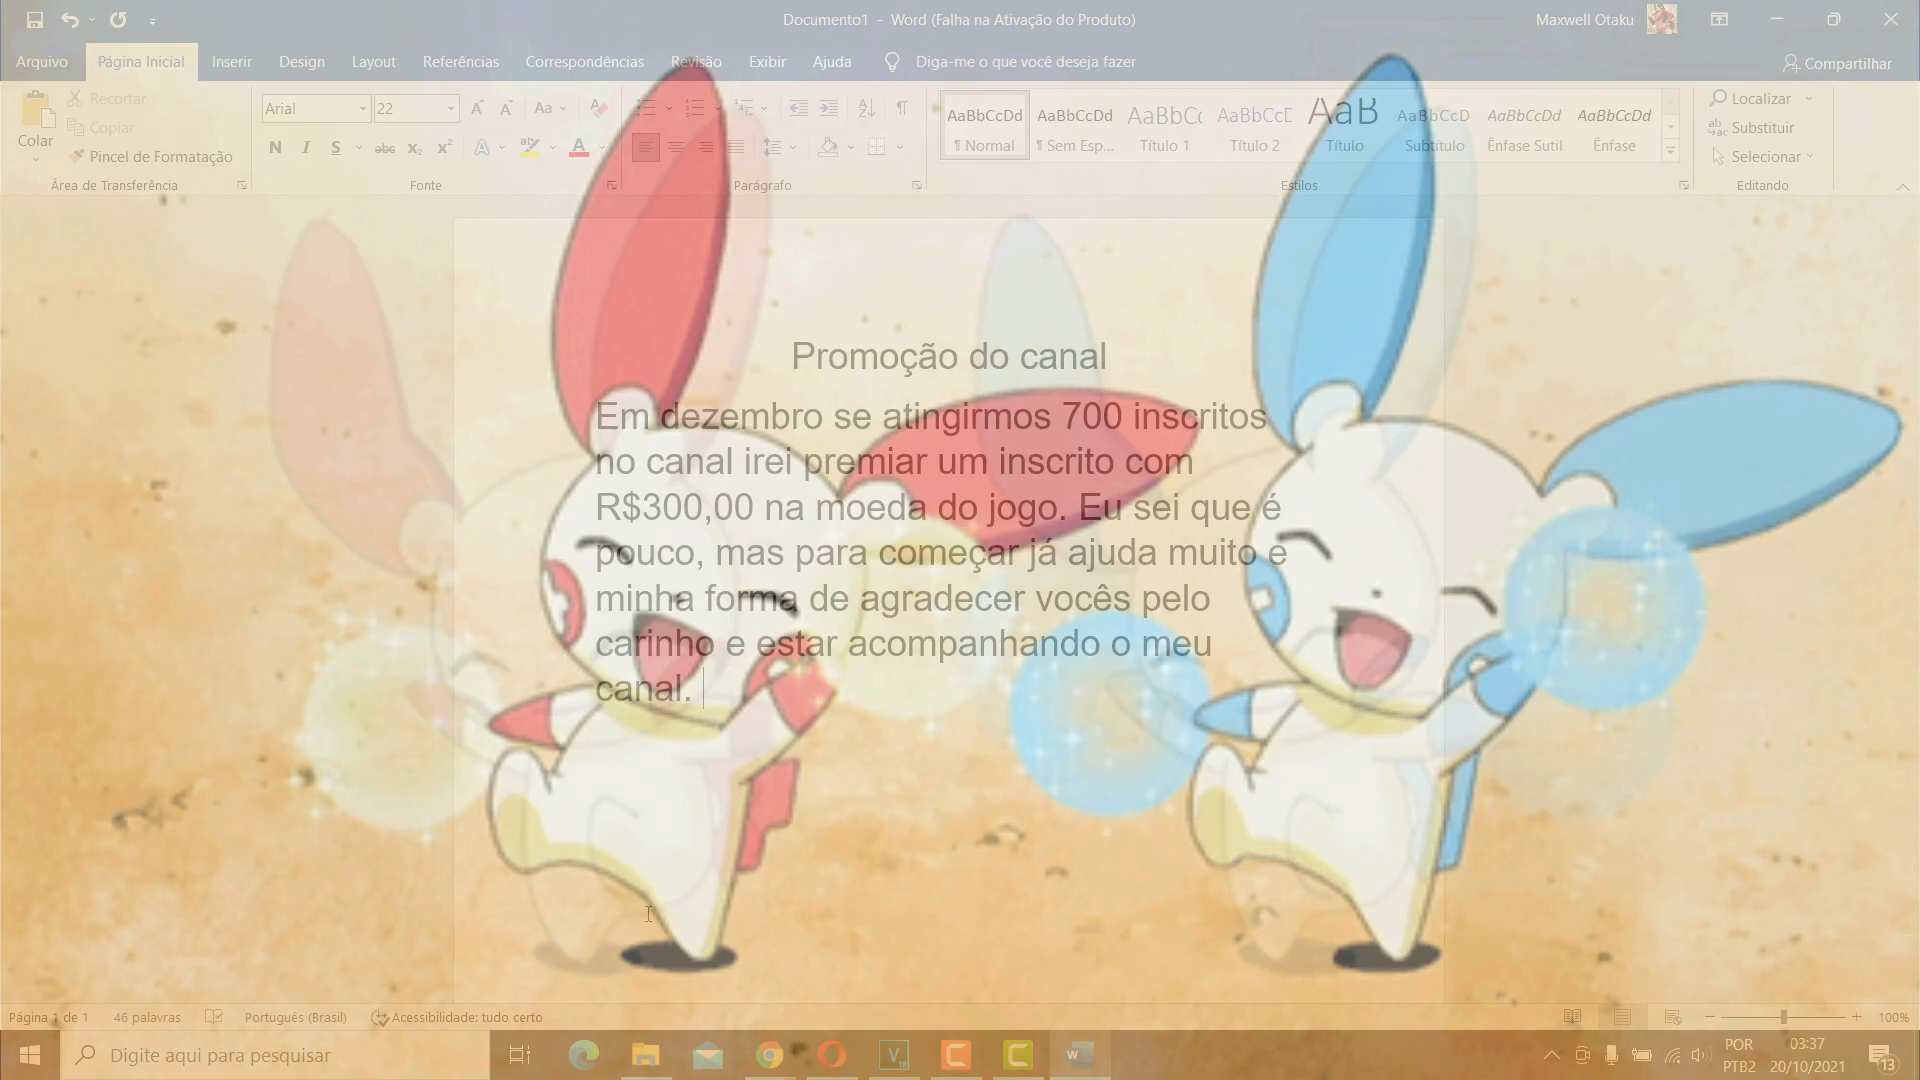 Documento1 - Word (Falha na Ativação do Produto)
Maxwell Otaku
Arquivo Página Inicial Inserir Design Layout Referências Correspondências Revisão Exibir Ajuda Diga-me o que você deseja fazer Compartilhar
Colar
Recortar
Copiar
Pincel de Formatação
Área de Transferência
Arial 22
Aa
N I S abc x₂ x² A A
Fonte
Parágrafo
AaBbCcDd AaBbCcDd AaBbCc AaBbCcD AaB AaBbCcD AaBbCcDd AaBbCcDd
¶ Normal ¶ Sem Esp... Título 1 Título 2 Título Subtítulo Ênfase Sutil Ênfase
Estilos
Localizar
Substituir
Selecionar
Editando
Promoção do canal
Em dezembro se atingirmos 700 inscritos
no canal irei premiar um inscrito com
R$300,00 na moeda do jogo. Eu sei que é
pouco, mas para começar já ajuda muito e
minha forma de agradecer vocês pelo
carinho e estar acompanhando o meu
canal.
Página 1 de 1 46 palavras Português (Brasil) Acessibilidade: tudo certo 100%
Digite aqui para pesquisar
POR
PTB2
03:37
20/10/2021
13